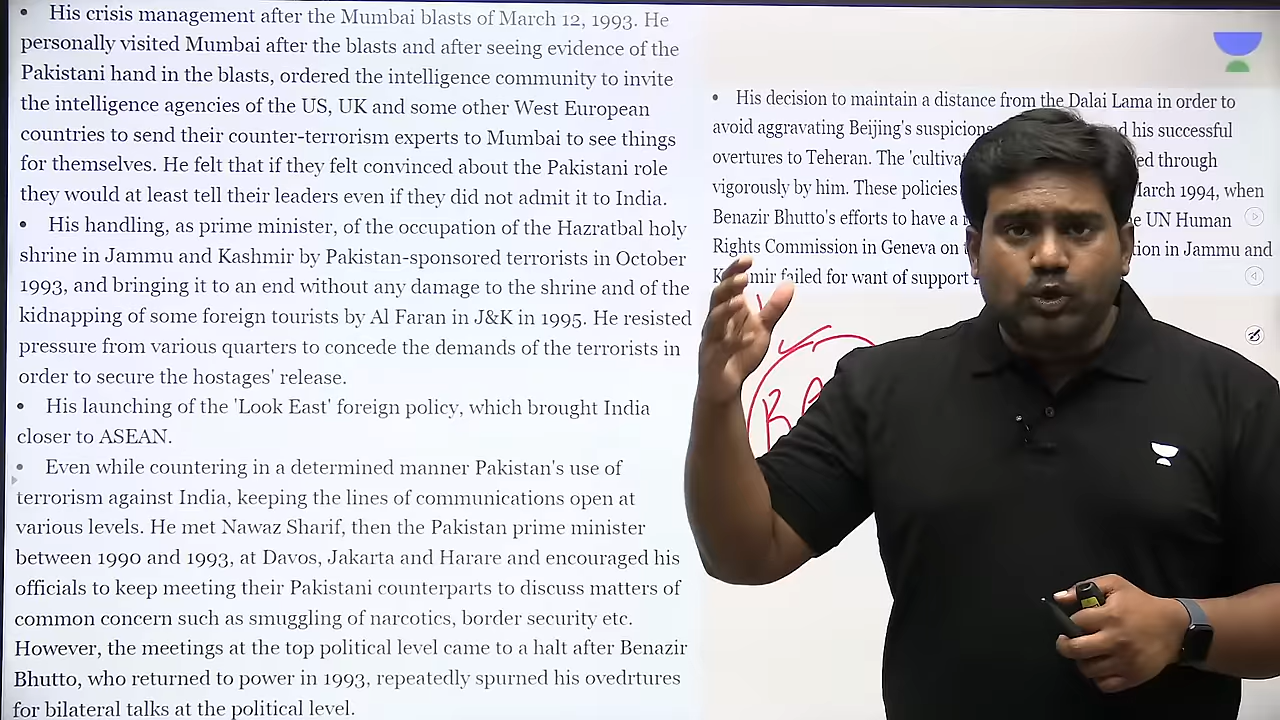 • His crisis management after the Mumbai blasts of March 12, 1993. He
personally visited Mumbai after the blasts and after seeing evidence of the
Pakistani hand in the blasts, ordered the intelligence community to invite
the intelligence agencies of the US, UK and some other West European
countries to send their counter-terrorism experts to Mumbai to see things
for themselves. He felt that if they felt convinced about the Pakistani role
they would at least tell their leaders even if they did not admit it to India.
• His handling, as prime minister, of the occupation of the Hazratbal holy
shrine in Jammu and Kashmir by Pakistan-sponsored terrorists in October
1993, and bringing it to an end without any damage to the shrine and of the
kidnapping of some foreign tourists by Al Faran in J&K in 1995. He resisted
pressure from various quarters to concede the demands of the terrorists in
order to secure the hostages' release.
• His launching of the 'Look East' foreign policy, which brought India
closer to ASEAN.
• Even while countering in a determined manner Pakistan's use of
terrorism against India, keeping the lines of communications open at
various levels. He met Nawaz Sharif, then the Pakistan prime minister
between 1990 and 1993, at Davos, Jakarta and Harare and encouraged his
officials to keep meeting their Pakistani counterparts to discuss matters of
common concern such as smuggling of narcotics, border security etc.
However, the meetings at the top political level came to a halt after Benazir
Bhutto, who returned to power in 1993, repeatedly spurned his ovedrtures
for bilateral talks at the political level.
• His decision to maintain a distance from the Dalai Lama in order to
avoid aggravating Beijing's his successful
overtures to Teheran. The through
vigorously by him. These policies March 1994, when
Benazir Bhutto's efforts to have a UN Human
Rights Commission in Geneva on in Jammu and
failed for want of support